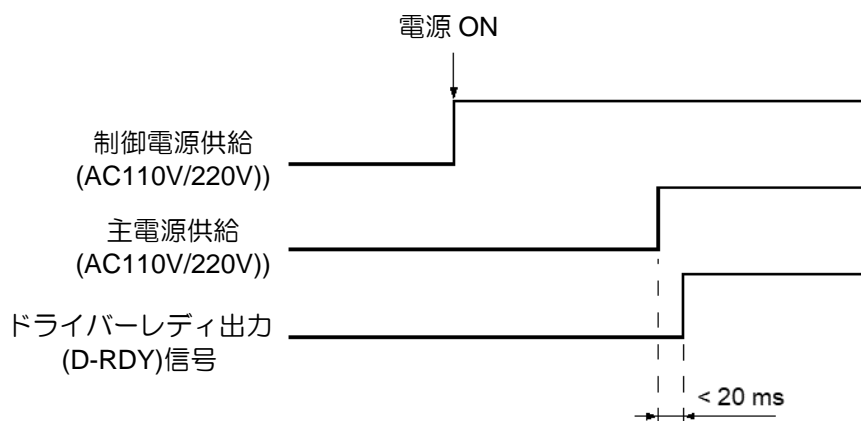 電源 ON
制御電源供給
(AC110V/220V))
主電源供給
(AC110V/220V))
ドライバーレディ出力
(D-RDY)信号
< 20 ms